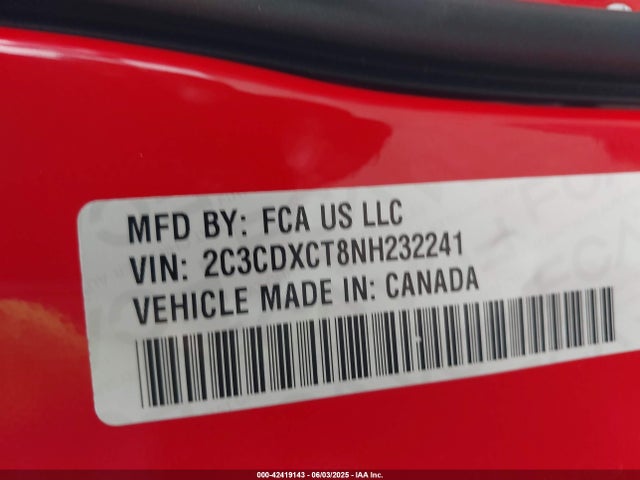 MFD BY: FCA US LLC
VIN: 2C3CDXCT8NH232241
VEHICLE MADE IN: CANADA
000-42419143 - 06/03/2025 - IAA Inc.